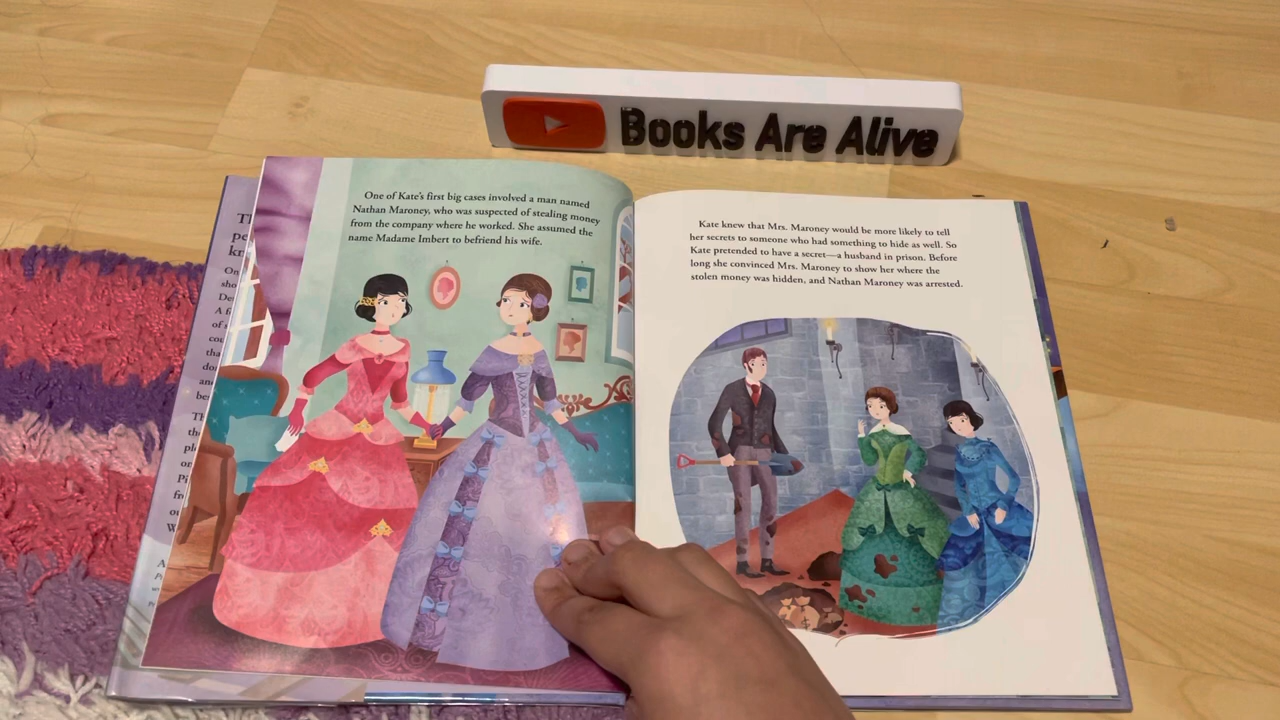 Books Are Alive
One of Kate's first big cases involved a man named
Nathan Maroney, who was suspected of stealing money
from the company where he worked. She assumed the
name Madame Imbert to befriend his wife.
Kate knew that Mrs. Maroney would be more likely to tell
her secrets to someone who had something to hide as well. So
Kate pretended to have a secret—a husband in prison. Before
long she convinced Mrs. Maroney to show her where the
stolen money was hidden, and Nathan Maroney was arrested.